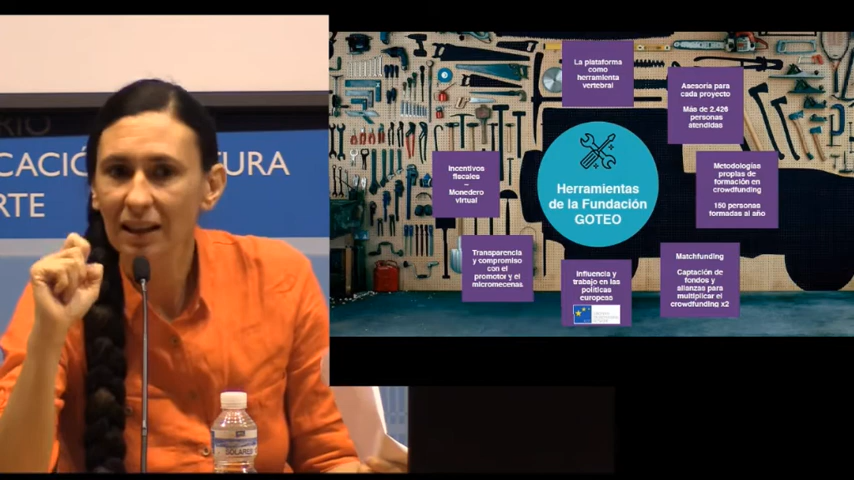 RIO
CACIÓ
TURA
RTE
SOLARES
La plataforma
como
herramienta
vertebral
Asesoría para
cada proyecto
Más de 2.426
personas
atendidas
Incentivos
fiscales
–
Monedero
virtual
Herramientas
de la Fundación
GOTEO
Metodologías
propias de
formación en
crowdfunding
150 personas
formadas al año
Transparencia
y compromiso
con el
promotor y el
micromecenas
Influencia y
trabajo en las
políticas
europeas
Matchfunding
Captación de
fondos y
alianzas para
multiplicar el
crowdfunding x2